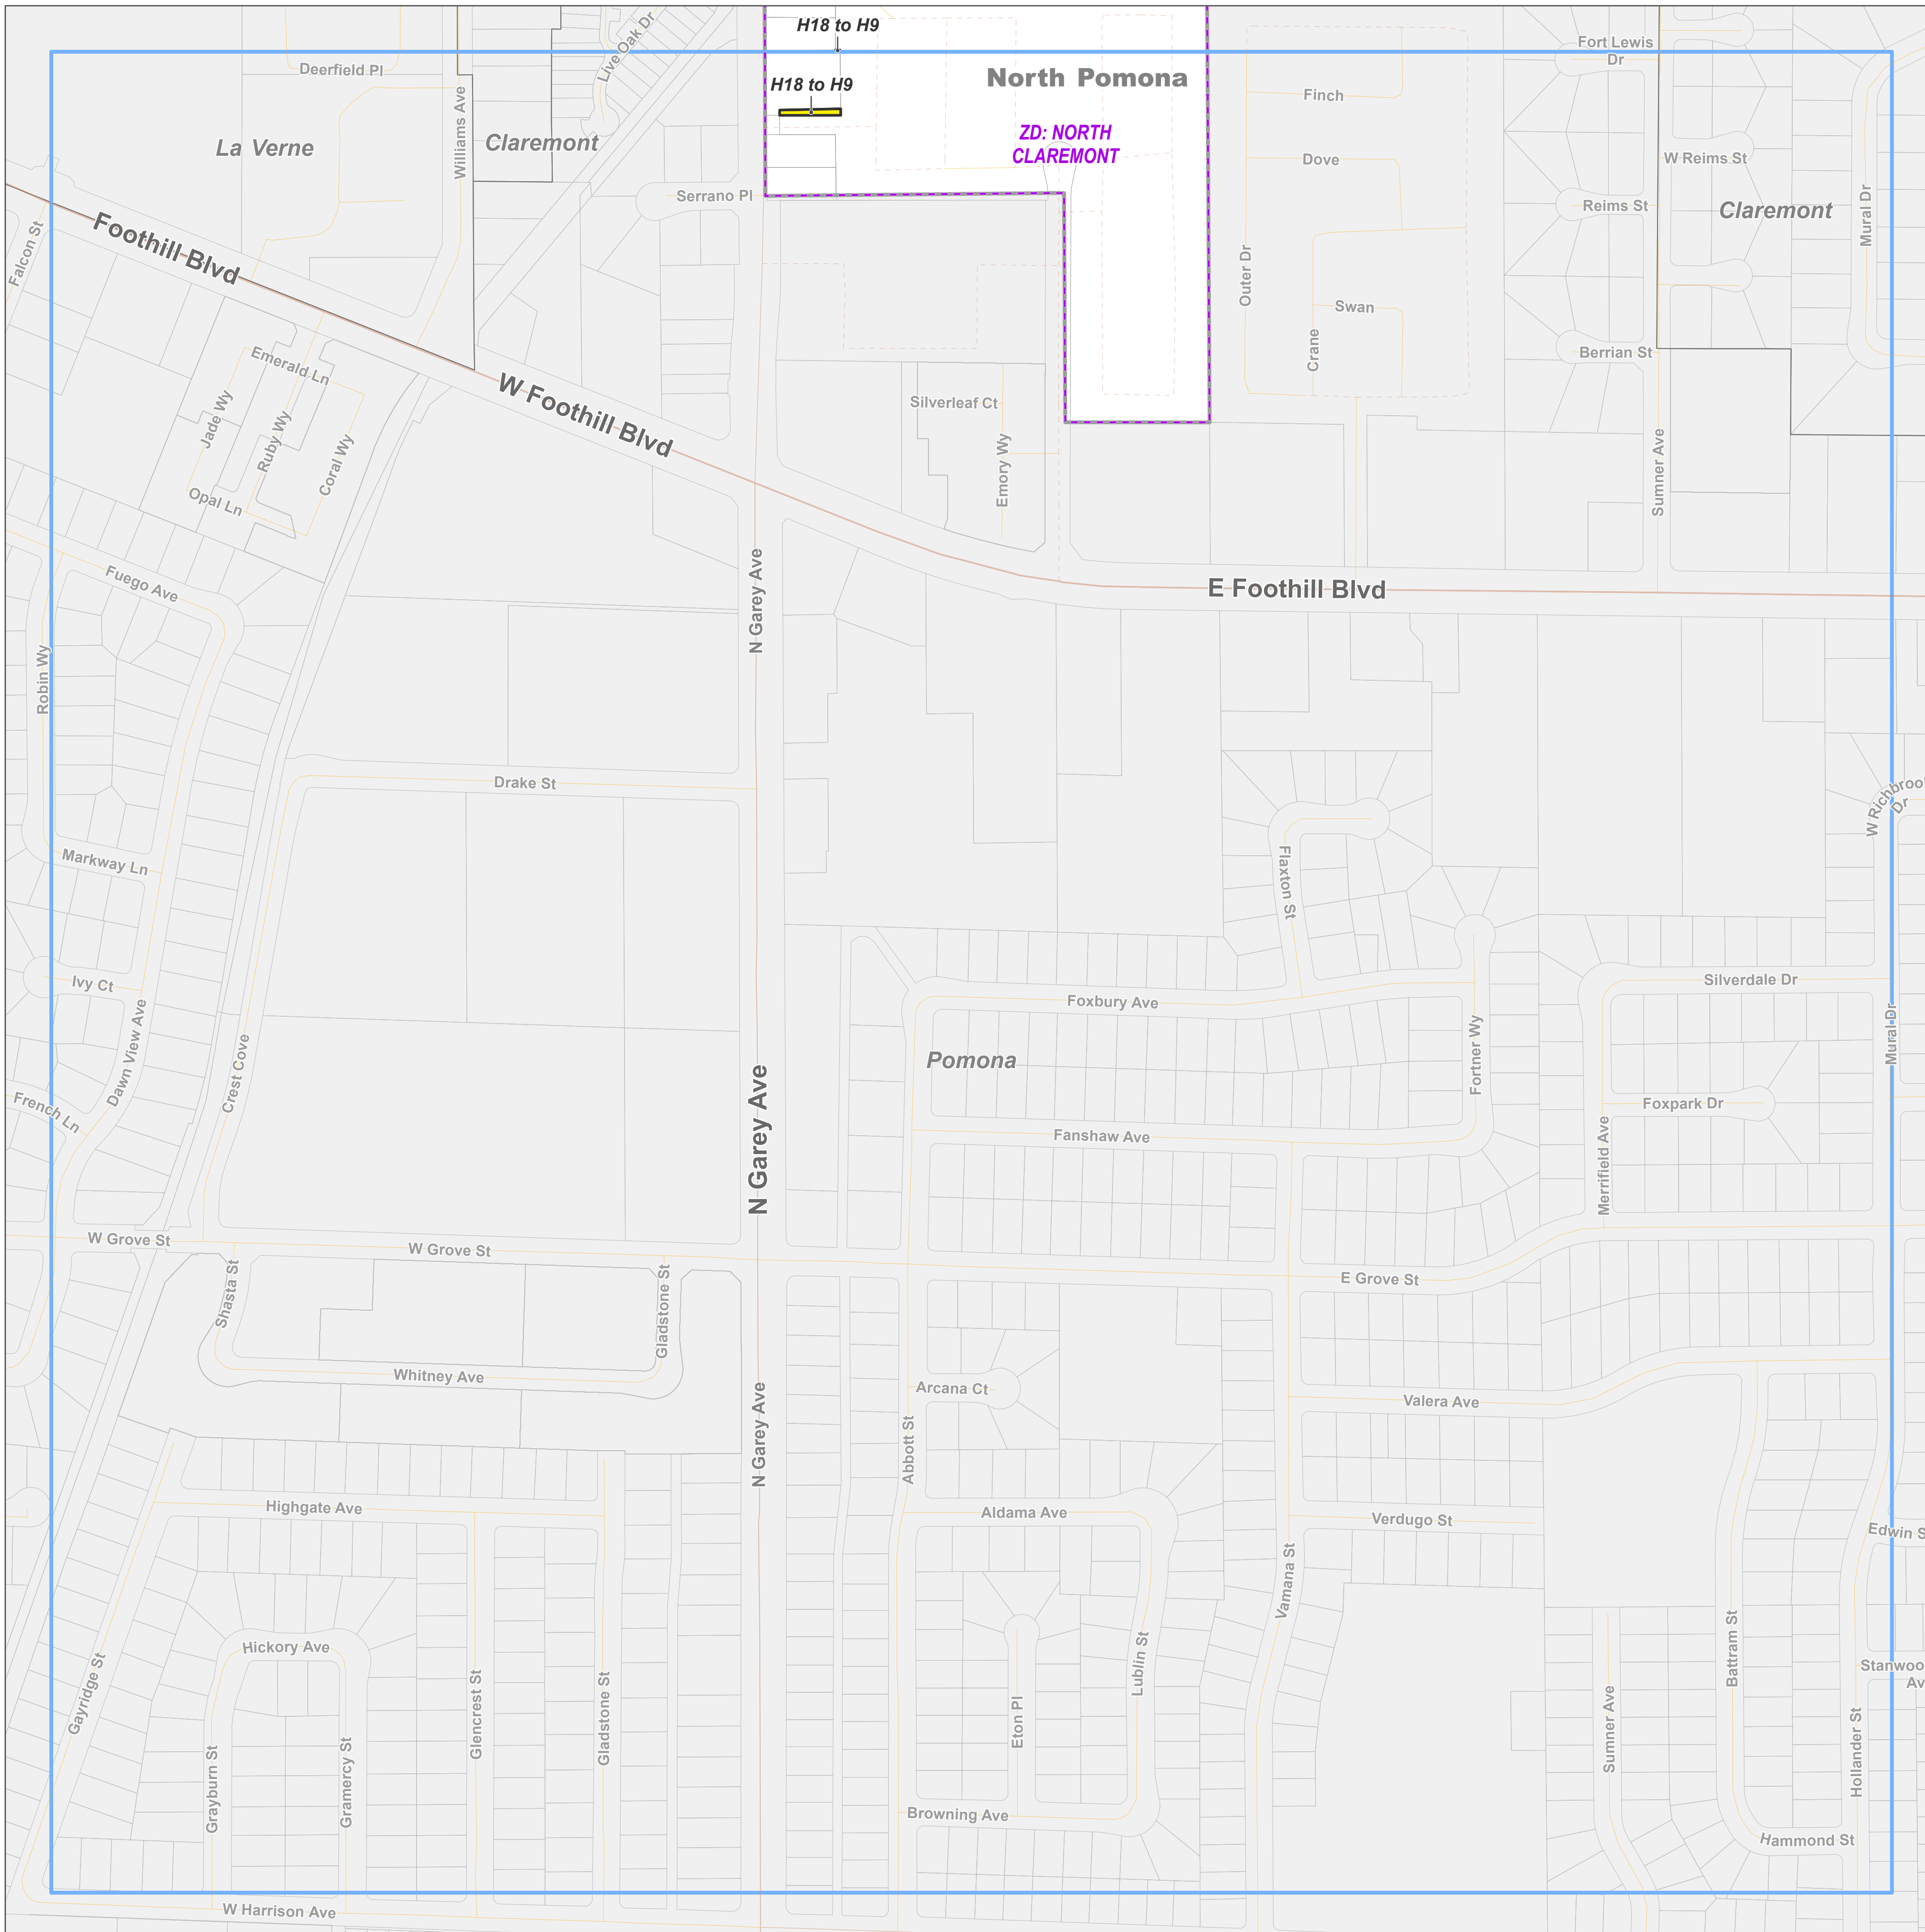 H18 to H9
Live Oak Dr
Fort Lewis
Dr
Deerfield Pl
North Pomona
H18 to H9
Finch
Williams Ave
ZD: NORTH
CLAREMONT
La Verne
Claremont
Dove
W Reims St
Serrano Pl
Reims St
Claremont
Mural Dr
Falcon St
Foothill Blvd
Outer Dr
Swan
Crane
Berrian St
Emerald Ln
W Foothill Blvd
Silverleaf Ct
Jade Wy
Ruby Wy
Coral Wy
Emory Wy
Sumner Ave
Opal Ln
Fuego Ave
N Garey Ave
E Foothill Blvd
Robin Wy
Drake St
W Richbrook
Dr
Markway Ln
Flaxton St
Ivy Ct
Silverdale Dr
Foxbury Ave
Dawn View Ave
Crest Cove
Pomona
Fortner Wy
Mural Dr
French Ln
N Garey Ave
Foxpark Dr
Fanshaw Ave
Merrifield Ave
W Grove St
W Grove St
Shasta St
Gladstone St
E Grove St
Whitney Ave
Arcana Ct
Valera Ave
N Garey Ave
Abbott St
Highgate Ave
Aldama Ave
Verdugo St
Edwin S
Vamana St
Hickory Ave
Gayridge St
Glencrest St
Gladstone St
Lublin St
Battram St
Stanwoo
Av
Eton Pl
Sumner Ave
Hollander St
Grayburn St
Gramercy St
Browning Ave
Hammond St
W Harrison Ave